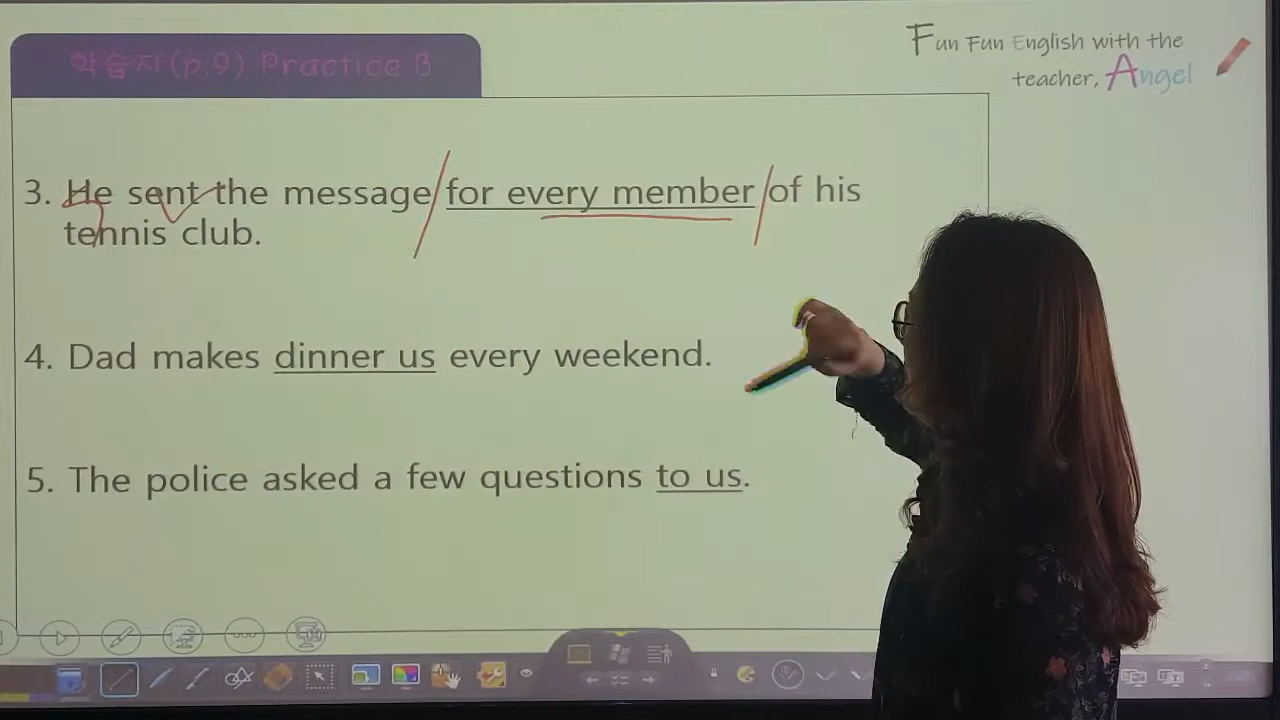 학습지(p.9) Practice B
Fun Fun English with the
teacher, Angel
3. He sent the message for every member of his
tennis club.
4. Dad makes dinner us every weekend.
5. The police asked a few questions to us.